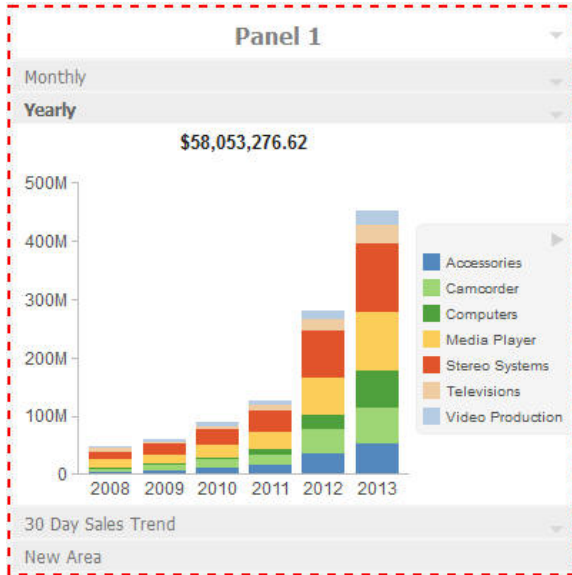 Panel 1
Monthly
Yearly
$58,053,276.62
500M
400M
300M
200M
100M
0
2008 2009 2010 2011 2012 2013
Accessories
Camcorder
Computers
Media Player
Stereo Systems
Televisions
Video Production
30 Day Sales Trend
New Area